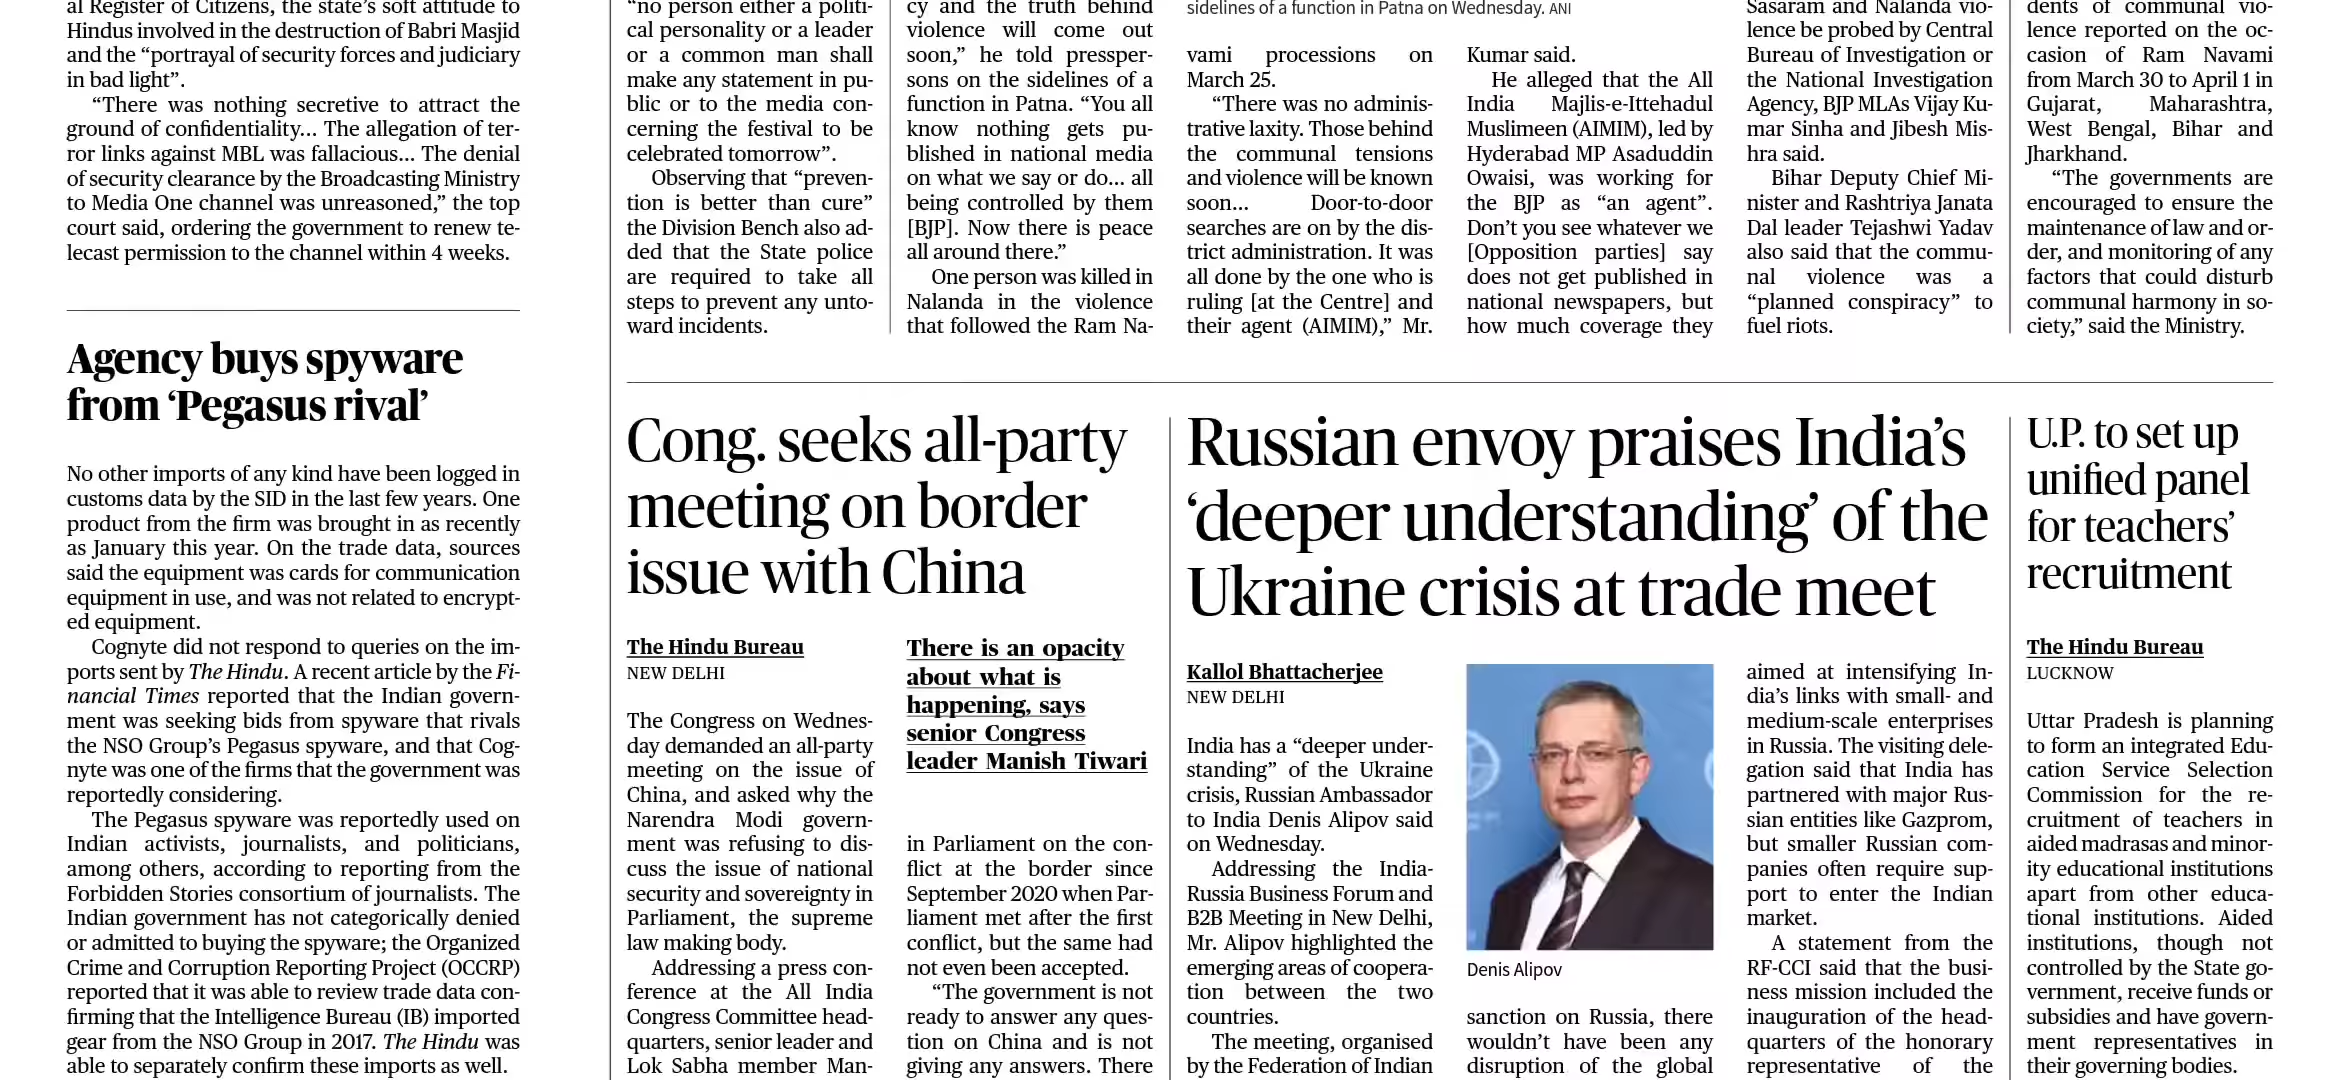 al Register of Citizens, the state’s soft attitude to
Hindus involved in the destruction of Babri Masjid
and the “portrayal of security forces and judiciary
in bad light”.
“There was nothing secretive to attract the
ground of confidentiality... The allegation of ter-
ror links against MBL was fallacious... The denial
of security clearance by the Broadcasting Ministry
to Media One channel was unreasoned,” the top
court said, ordering the government to renew te-
lecast permission to the channel within 4 weeks.
Agency buys spyware
from ‘Pegasus rival’
No other imports of any kind have been logged in
customs data by the SID in the last few years. One
product from the firm was brought in as recently
as January this year. On the trade data, sources
said the equipment was cards for communication
equipment in use, and was not related to encrypt-
ed equipment.
Cognyte did not respond to queries on the im-
ports sent by The Hindu. A recent article by the Fi-
nancial Times reported that the Indian govern-
ment was seeking bids from spyware that rivals
the NSO Group’s Pegasus spyware, and that Cog-
nyte was one of the firms that the government was
reportedly considering.
The Pegasus spyware was reportedly used on
Indian activists, journalists, and politicians,
among others, according to reporting from the
Forbidden Stories consortium of journalists. The
Indian government has not categorically denied
or admitted to buying the spyware; the Organized
Crime and Corruption Reporting Project (OCCRP)
reported that it was able to review trade data con-
firming that the Intelligence Bureau (IB) imported
gear from the NSO Group in 2017. The Hindu was
able to separately confirm these imports as well.
“no person either a politi-
cal personality or a leader
or a common man shall
make any statement in pu-
blic or to the media con-
cerning the festival to be
celebrated tomorrow”.
Observing that “preven-
tion is better than cure”
the Division Bench also ad-
ded that the State police
are required to take all
steps to prevent any unto-
ward incidents.
cy and the truth behind
violence will come out
soon,” he told pressper-
sons on the sidelines of a
function in Patna. “You all
know nothing gets pu-
blished in national media
on what we say or do... all
being controlled by them
[BJP]. Now there is peace
all around there.”
One person was killed in
Nalanda in the violence
that followed the Ram Na-
sidelines of a function in Patna on Wednesday. ANI
vami processions on
March 25.
“There was no adminis-
trative laxity. Those behind
the communal tensions
and violence will be known
soon... Door-to-door
searches are on by the dis-
trict administration. It was
all done by the one who is
ruling [at the Centre] and
their agent (AIMIM),” Mr.
Kumar said.
He alleged that the All
India Majlis-e-Ittehadul
Muslimeen (AIMIM), led by
Hyderabad MP Asaduddin
Owaisi, was working for
the BJP as “an agent”.
Don’t you see whatever we
[Opposition parties] say
does not get published in
national newspapers, but
how much coverage they
Sasaram and Nalanda vio-
lence be probed by Central
Bureau of Investigation or
the National Investigation
Agency, BJP MLAs Vijay Ku-
mar Sinha and Jibesh Mis-
hra said.
Bihar Deputy Chief Mi-
nister and Rashtriya Janata
Dal leader Tejashwi Yadav
also said that the commu-
nal violence was a
“planned conspiracy” to
fuel riots.
dents of communal vio-
lence reported on the oc-
casion of Ram Navami
from March 30 to April 1 in
Gujarat, Maharashtra,
West Bengal, Bihar and
Jharkhand.
“The governments are
encouraged to ensure the
maintenance of law and or-
der, and monitoring of any
factors that could disturb
communal harmony in so-
ciety,” said the Ministry.
Cong. seeks all-party
meeting on border
issue with China
The Hindu Bureau
NEW DELHI
The Congress on Wednes-
day demanded an all-party
meeting on the issue of
China, and asked why the
Narendra Modi govern-
ment was refusing to dis-
cuss the issue of national
security and sovereignty in
Parliament, the supreme
law making body.
Addressing a press con-
ference at the All India
Congress Committee head-
quarters, senior leader and
Lok Sabha member Man-
There is an opacity
about what is
happening, says
senior Congress
leader Manish Tiwari
in Parliament on the con-
flict at the border since
September 2020 when Par-
liament met after the first
conflict, but the same had
not even been accepted.
“The government is not
ready to answer any ques-
tion on China and is not
giving any answers. There
Russian envoy praises India’s
‘deeper understanding’ of the
Ukraine crisis at trade meet
Kallol Bhattacherjee
NEW DELHI
India has a “deeper under-
standing” of the Ukraine
crisis, Russian Ambassador
to India Denis Alipov said
on Wednesday.
Addressing the India-
Russia Business Forum and
B2B Meeting in New Delhi,
Mr. Alipov highlighted the
emerging areas of coopera-
tion between the two
countries.
The meeting, organised
by the Federation of Indian
Denis Alipov
sanction on Russia, there
wouldn’t have been any
disruption of the global
aimed at intensifying In-
dia’s links with small- and
medium-scale enterprises
in Russia. The visiting dele-
gation said that India has
partnered with major Rus-
sian entities like Gazprom,
but smaller Russian com-
panies often require sup-
port to enter the Indian
market.
A statement from the
RF-CCI said that the busi-
ness mission included the
inauguration of the head-
quarters of the honorary
representative of the
U.P. to set up
unified panel
for teachers’
recruitment
The Hindu Bureau
LUCKNOW
Uttar Pradesh is planning
to form an integrated Edu-
cation Service Selection
Commission for the re-
cruitment of teachers in
aided madrasas and minor-
ity educational institutions
apart from other educa-
tional institutions. Aided
institutions, though not
controlled by the State go-
vernment, receive funds or
subsidies and have govern-
ment representatives in
their governing bodies.